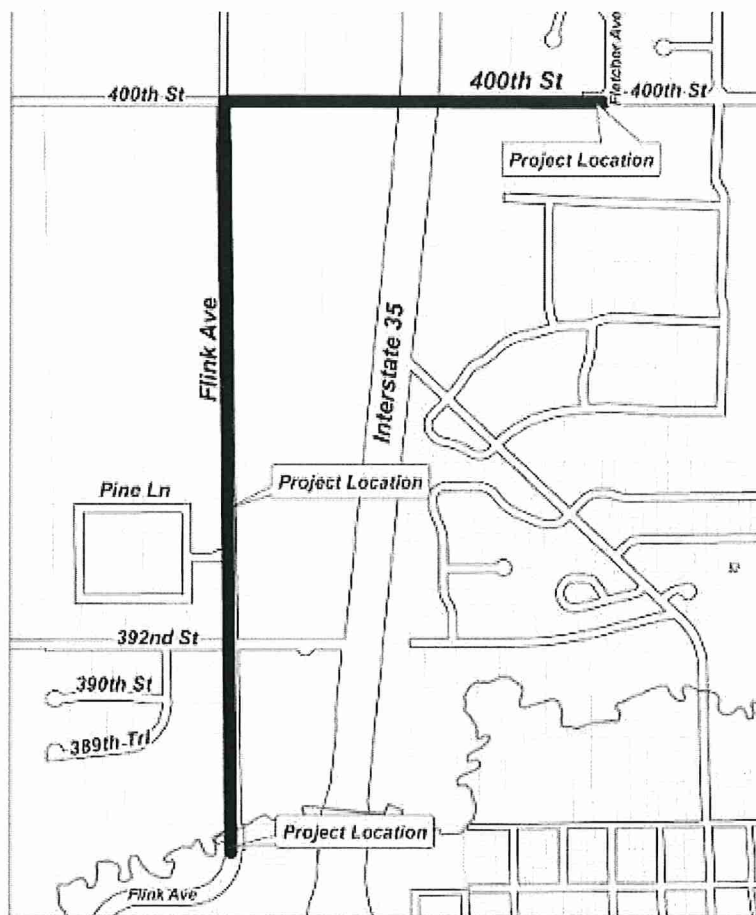 Fletcher Ave
400th St
400th St
400th St
Project Location
Flink Ave
Interstate 35
Project Location
Pine Ln
392nd St
390th St
389th Trl
Project Location
Flink Ave